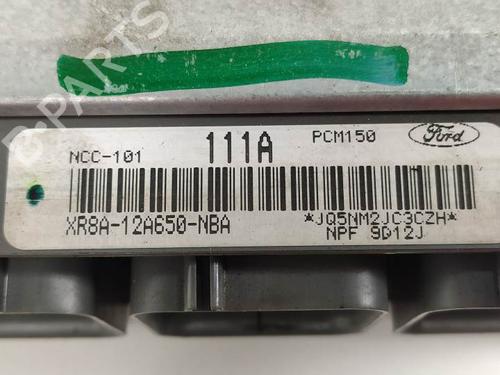 NCC-101 111A PCM150 Ford
XR8A-12A650-NBA *JQ5NM2JC3CZH*
NPF 9D12J
B-Parts